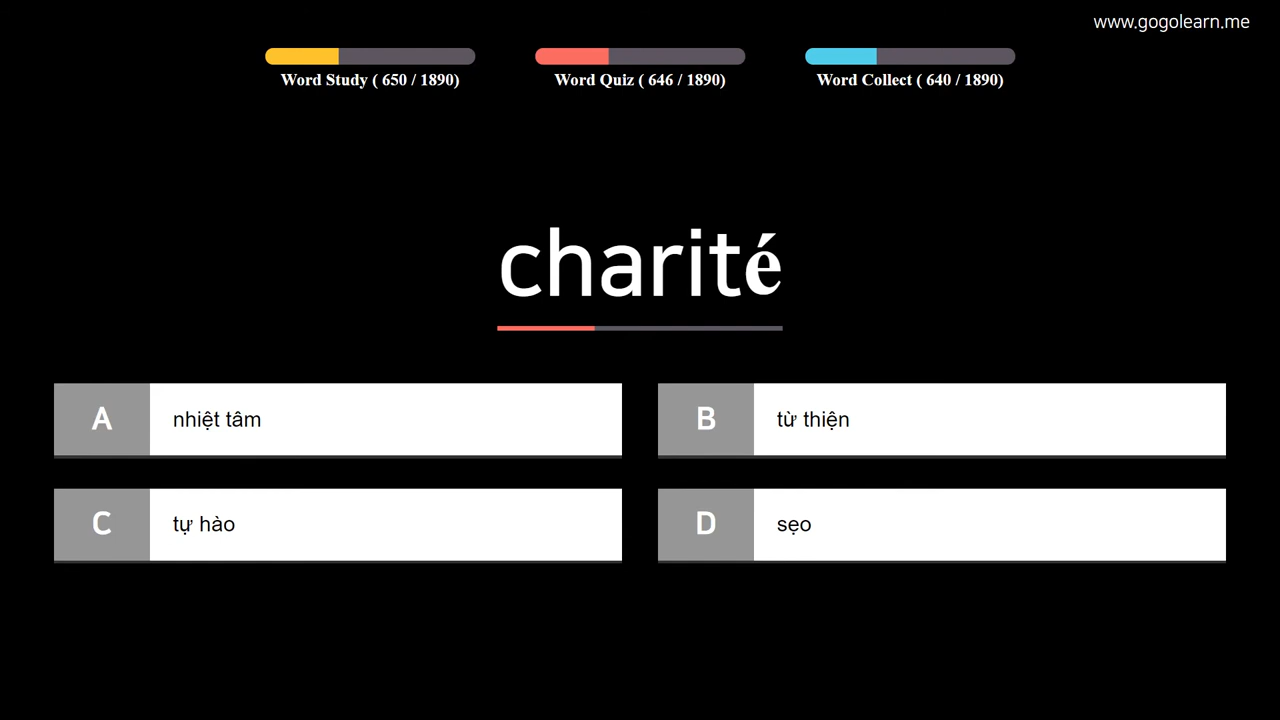 www.gogolearn.me
Word Study ( 650 / 1890)
Word Quiz ( 646 / 1890)
Word Collect ( 640 / 1890)
charité
A nhiệt tâm
B từ thiện
C tự hào
D sẹo